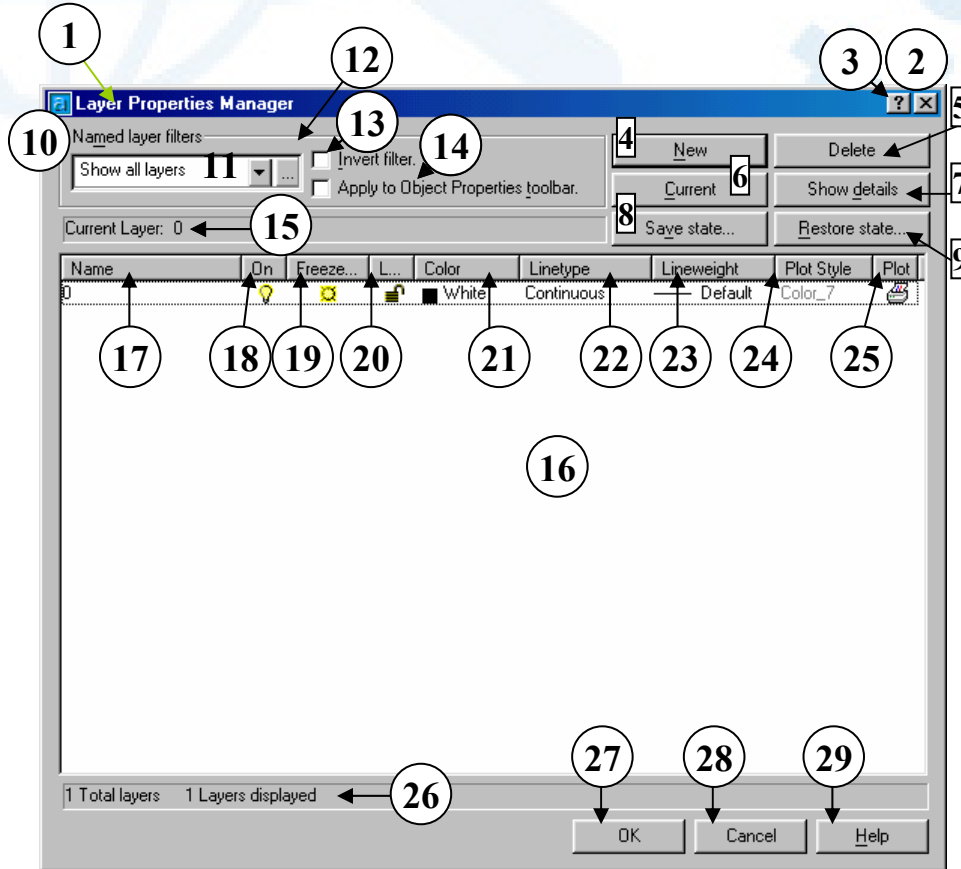 1
12
3 2
Layer Properties Manager ? ×
5
10 Named layer filters 13
Show all layers 11 ... Invert filter. 14
Apply to Object Properties toolbar.
4 New Delete
6
Current Show details 7
8
Save state... Restore state... 9
Current Layer: 0 15
Name On Freeze... L... Color Linetype Lineweight Plot Style Plot
0 White Continuous Default Color_7
17 18 19 20 21 22 23 24 25
16
27 28 29
1 Total layers 1 Layers displayed 26
OK Cancel Help